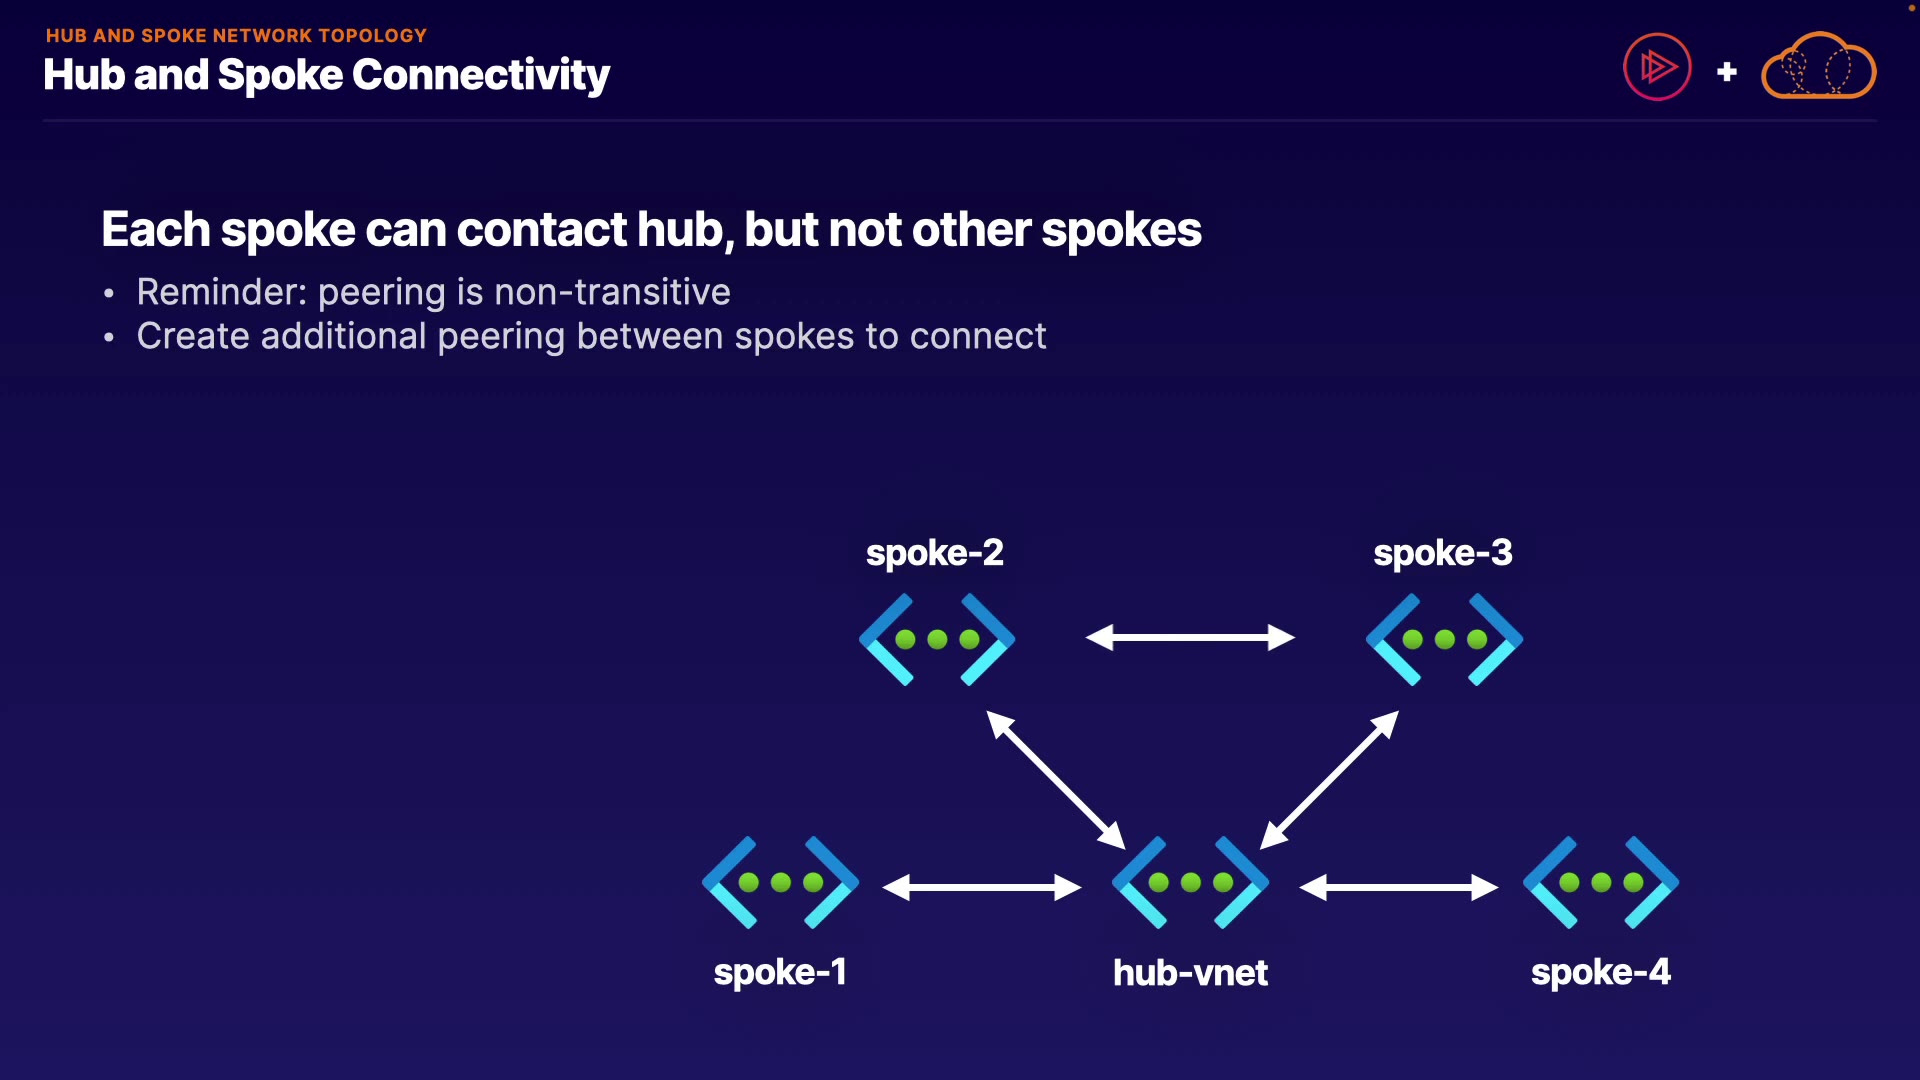 HUB AND SPOKE NETWORK TOPOLOGY
Hub and Spoke Connectivity
+
Each spoke can contact hub, but not other spokes
• Reminder: peering is non-transitive
• Create additional peering between spokes to connect
spoke-2
spoke-3
spoke-1
hub-vnet
spoke-4